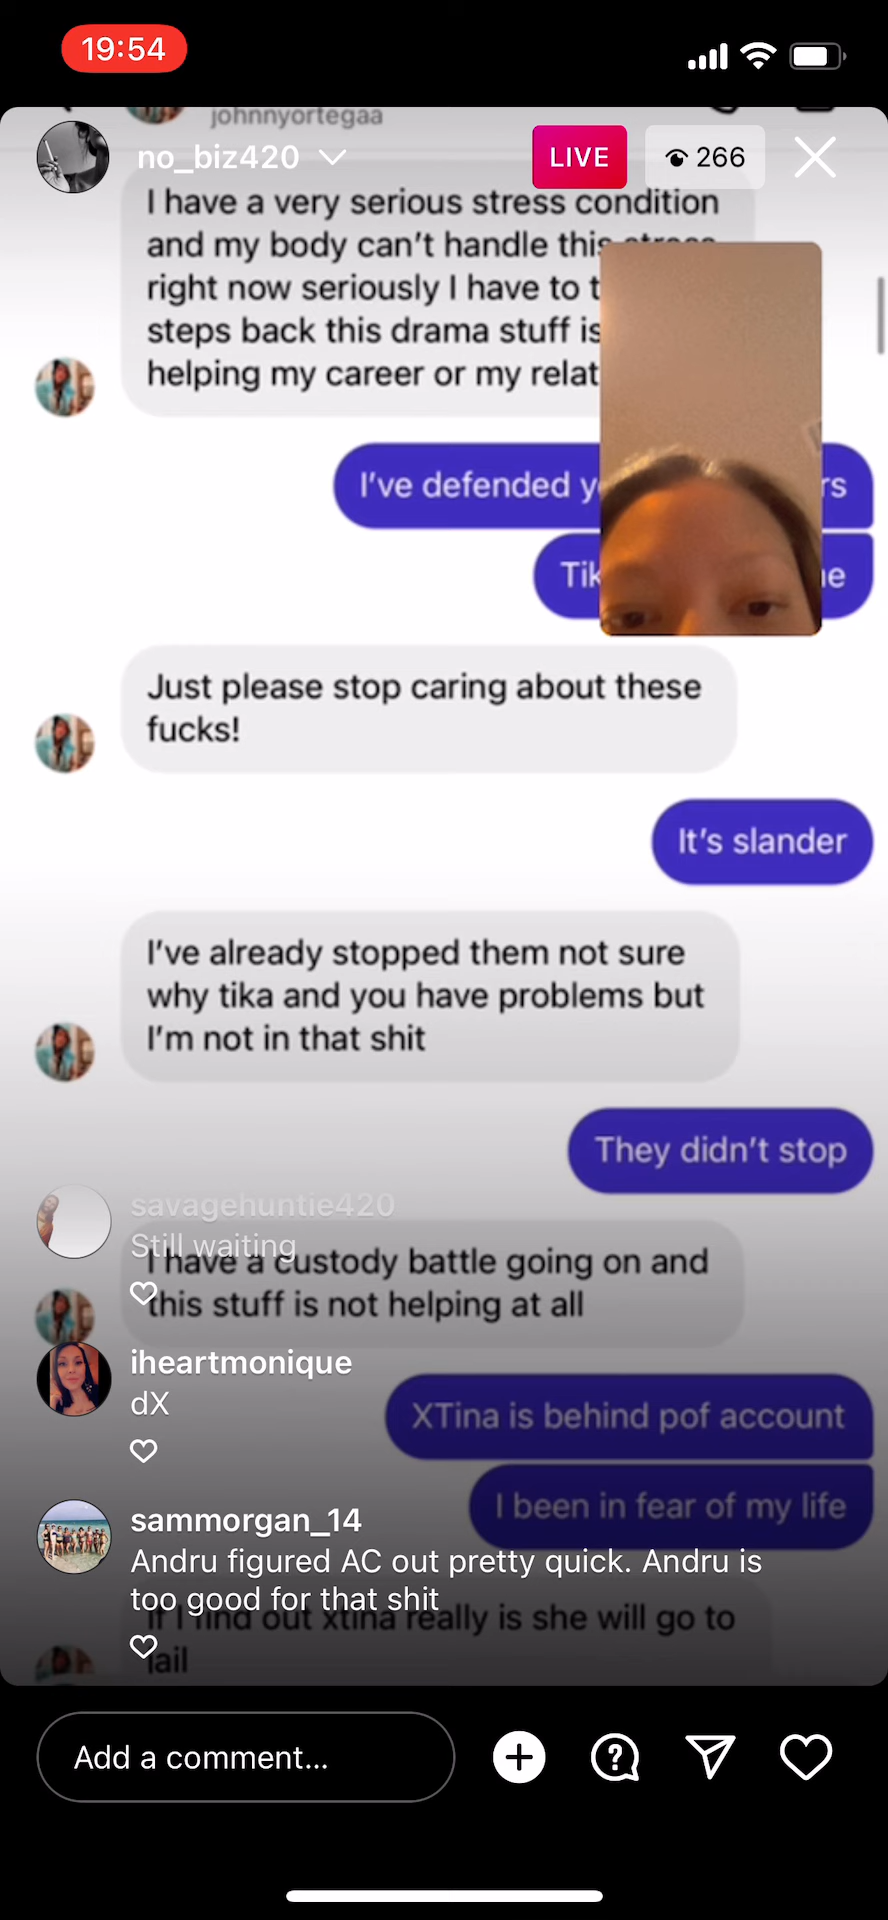 19:54
johnnyortegaa
no_biz420
LIVE
266
I have a very serious stress condition
and my body can't handle this stress
right now seriously I have to
steps back this drama stuff is
helping my career or my
I've defended
Just please stop caring about these
fucks!
It's slander
I've already stopped them not sure
why tika and you have problems but
I'm not in that shit
They didn't stop
savagehuntie420
Still waiting
I have a custody battle going on and
this stuff is not helping at all
iheartmonique
dX
XTina is behind pof account
I been in fear of my life
sammorgan_14
Andru figured AC out pretty quick. Andru is
too good for that shit
If I find out xtina really is she will go to
jail
Add a comment...